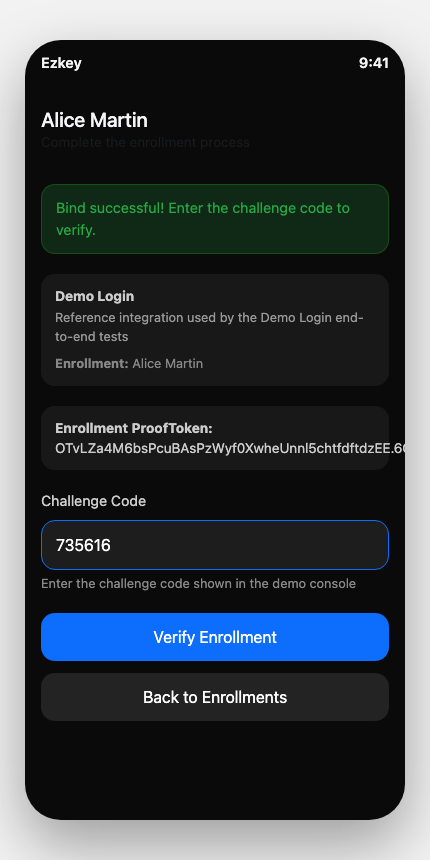 Ezkey 9:41
Alice Martin
Complete the enrollment process
Bind successful! Enter the challenge code to
verify.
Demo Login
Reference integration used by the Demo Login end-
to-end tests
Enrollment: Alice Martin
Enrollment ProofToken:
OTvLZa4M6bsPcuBAsPzWyf0XwheUnnl5chtfdftdzEE.6
Challenge Code
735616
Enter the challenge code shown in the demo console
Verify Enrollment
Back to Enrollments